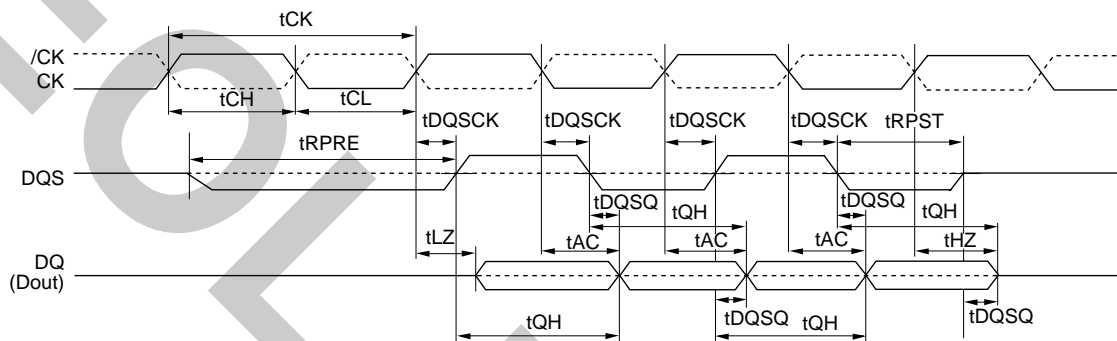 tCK
/CK
CK
tCH tCL
tDQSCK tDQSCK tDQSCK tDQSCK
tRPRE tRPST
DQS
tDQSQ tQH tDQSQ tQH
tLZ tAC tAC tAC tHZ
DQ
(Dout)
tDQSQ tDQSQ
tQH tQH